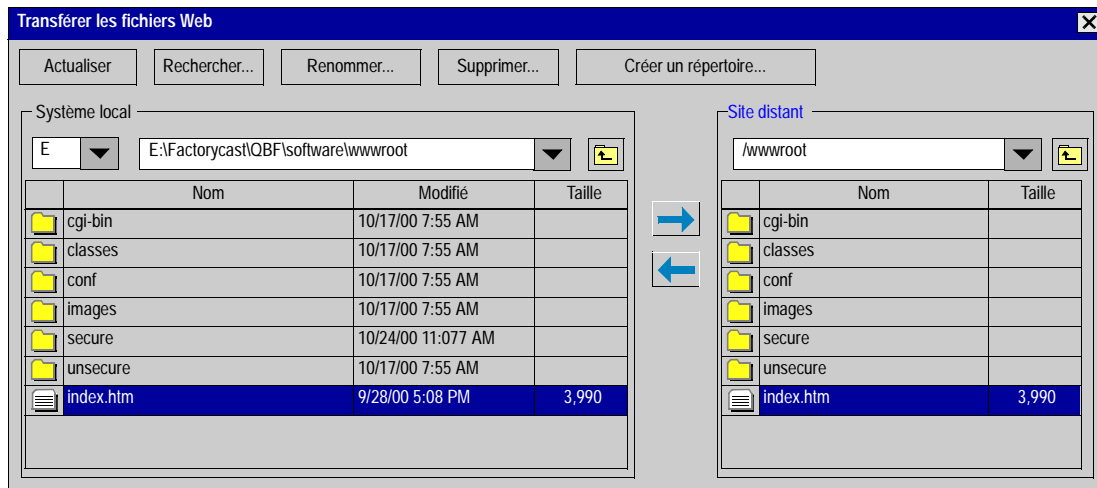 Transférer les fichiers Web
Actualiser Rechercher... Renommer... Supprimer... Créer un répertoire...
Système local Site distant
E E:\Factorycast\QBF\software\wwwroot /wwwroot
Nom Modifié Taille Nom Taille
cgi-bin 10/17/00 7:55 AM cgi-bin
classes 10/17/00 7:55 AM classes
conf 10/17/00 7:55 AM conf
images 10/17/00 7:55 AM images
secure 10/24/00 11:077 AM secure
unsecure 10/17/00 7:55 AM unsecure
index.htm 9/28/00 5:08 PM 3,990 index.htm 3,990